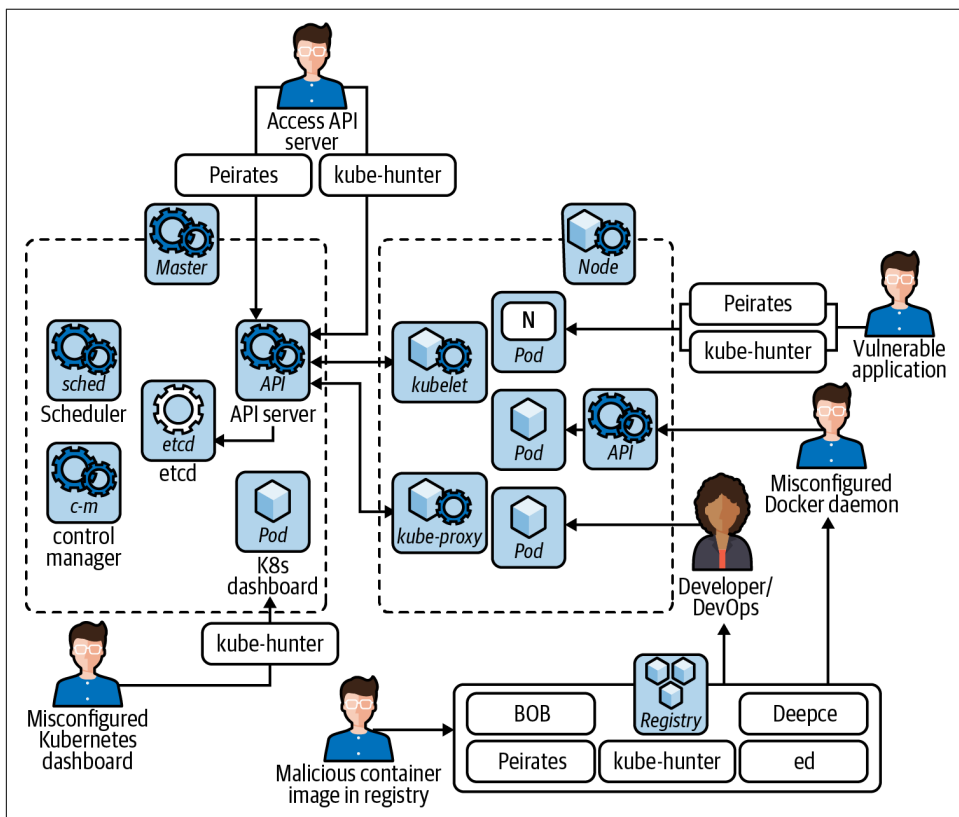 Access API
server
Peirates
kube-hunter
Master
Node
sched
Scheduler
API
API server
etcd
etcd
c-m
control
manager
Pod
K8s
dashboard
kubelet
kube-proxy
N
Pod
Pod
API
Pod
Peirates
kube-hunter
Vulnerable
application
Misconfigured
Docker daemon
Developer/
DevOps
kube-hunter
Misconfigured
Kubernetes
dashboard
Malicious container
image in registry
BOB
Registry
Deepce
Peirates
kube-hunter
ed